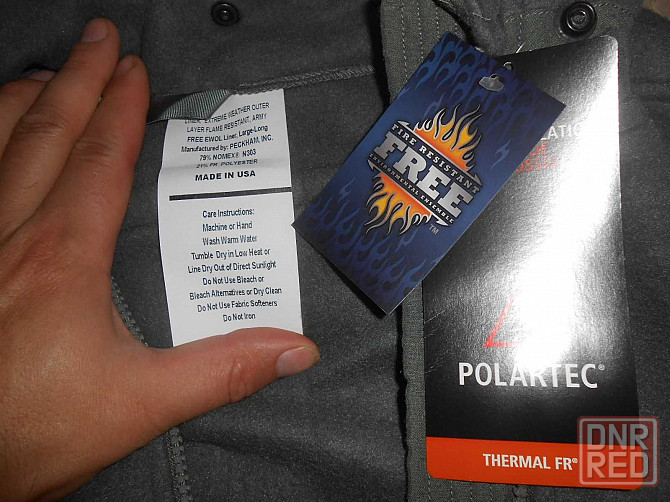 LINER, EXTREME WEATHER OUTER
LAYER FLAME RESISTANT, ARMY
FREE EWOL Liner, Large-Long
Manufactured by: PECKHAM, INC.
79% NOMEX® N303
21% FR POLYESTER
MADE IN USA
Care Instructions:
Machine or Hand
Wash Warm Water
Tumble Dry in Low Heat or
Line Dry Out of Direct Sunlight
Do Not Use Bleach or
Bleach Alternatives or Dry Clean
Do Not Use Fabric Softeners
Do Not Iron
FIRE RESISTANT
FREE
ENVIRONMENTAL ENSEMBLE
TM
POLARTEC®
THERMAL FR®
DNR
RED